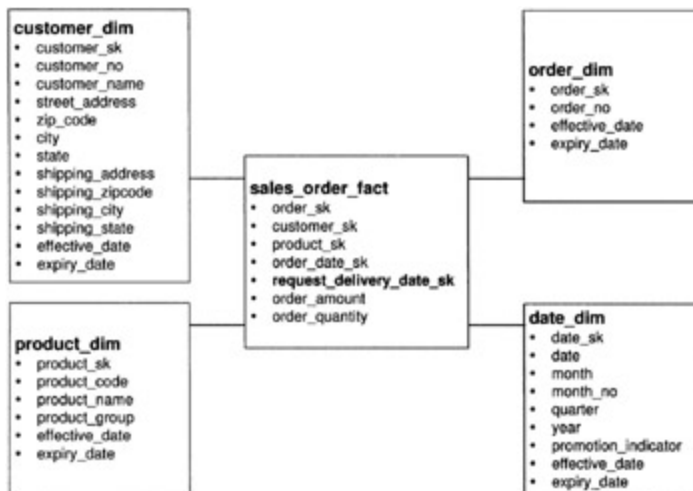 customer_dim
• customer_sk
• customer_no
• customer_name
• street_address
• zip_code
• city
• state
• shipping_address
• shipping_zipcode
• shipping_city
• shipping_state
• effective_date
• expiry_date
order_dim
• order_sk
• order_no
• effective_date
• expiry_date
sales_order_fact
• order_sk
• customer_sk
• product_sk
• order_date_sk
• request_delivery_date_sk
• order_amount
• order_quantity
product_dim
• product_sk
• product_code
• product_name
• product_group
• effective_date
• expiry_date
date_dim
• date_sk
• date
• month
• month_no
• quarter
• year
• promotion_indicator
• effective_date
• expiry_date